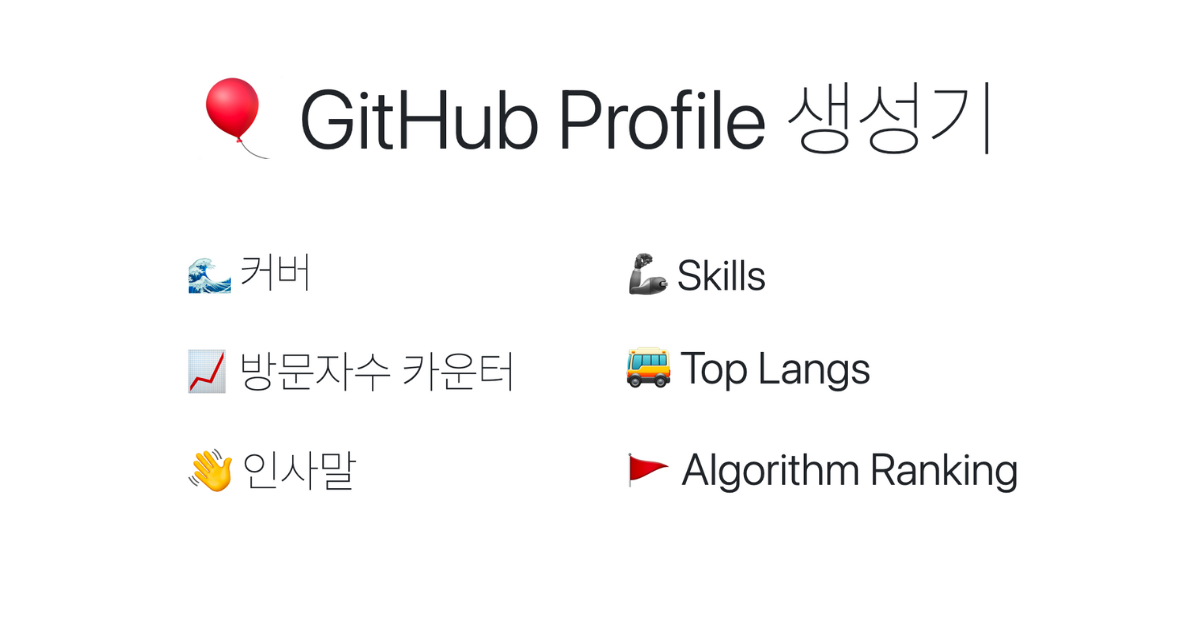 🎈 GitHub Profile 생성기
🌊 커버
📈 방문자수 카운터
👋 인사말
🦾 Skills
🚌 Top Langs
🚩 Algorithm Ranking